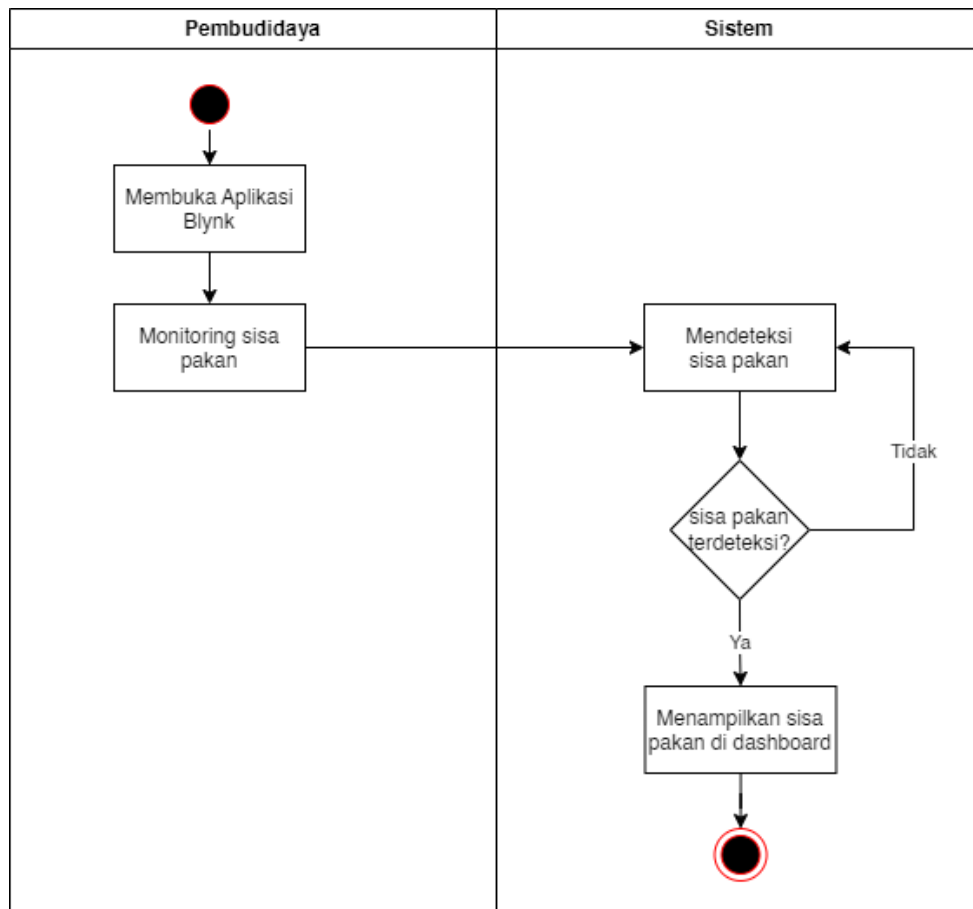 Pembudidaya
Sistem
Membuka Aplikasi
Blynk
Monitoring sisa
pakan
Mendeteksi
sisa pakan
Tidak
sisa pakan
terdeteksi?
Ya
Menampilkan sisa
pakan di dashboard